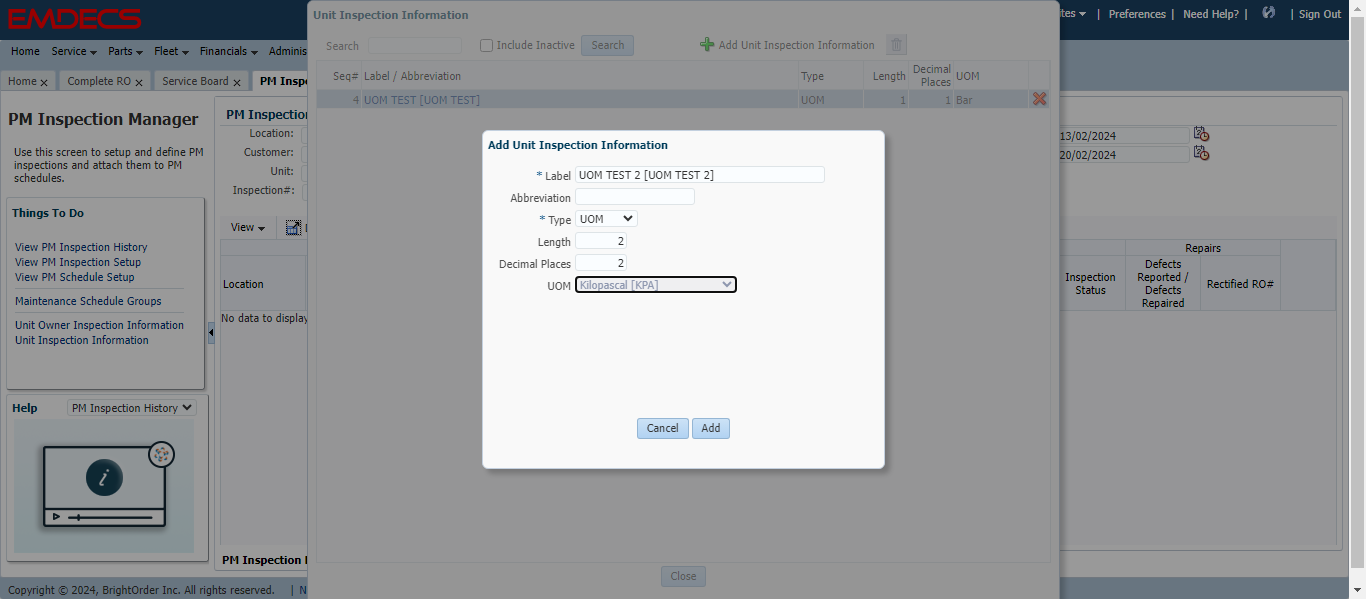 EMDECS
Preferences | Need Help? | | Sign Out
Home Service Parts Fleet Financials
Home x Complete RO x Service Board x
PM Inspection Manager
Use this screen to setup and define PM
inspections and attach them to PM
schedules.
Things To Do
View PM Inspection History
View PM Inspection Setup
View PM Schedule Setup
Maintenance Schedule Groups
Unit Owner Inspection Information
Unit Inspection Information
Help PM Inspection History
i
PM Inspection
Location:
Customer:
Unit:
Inspection#:
13/02/2024
20/02/2024
View
Location
Repairs
Inspection
Status
Defects
Reported /
Defects
Repaired
Rectified RO#
No data to display
PM Inspection
Unit Inspection Information
Search Include Inactive Search Add Unit Inspection Information
Seq# Label / Abbreviation Type Length Decimal Places UOM
4 UOM TEST [UOM TEST] UOM 1 1 Bar
Add Unit Inspection Information
* Label UOM TEST 2 [UOM TEST 2]
Abbreviation
* Type UOM
Length 2
Decimal Places 2
UOM Kilopascal [KPA]
Cancel Add
Close
Copyright © 2024, BrightOrder Inc. All rights reserved. |